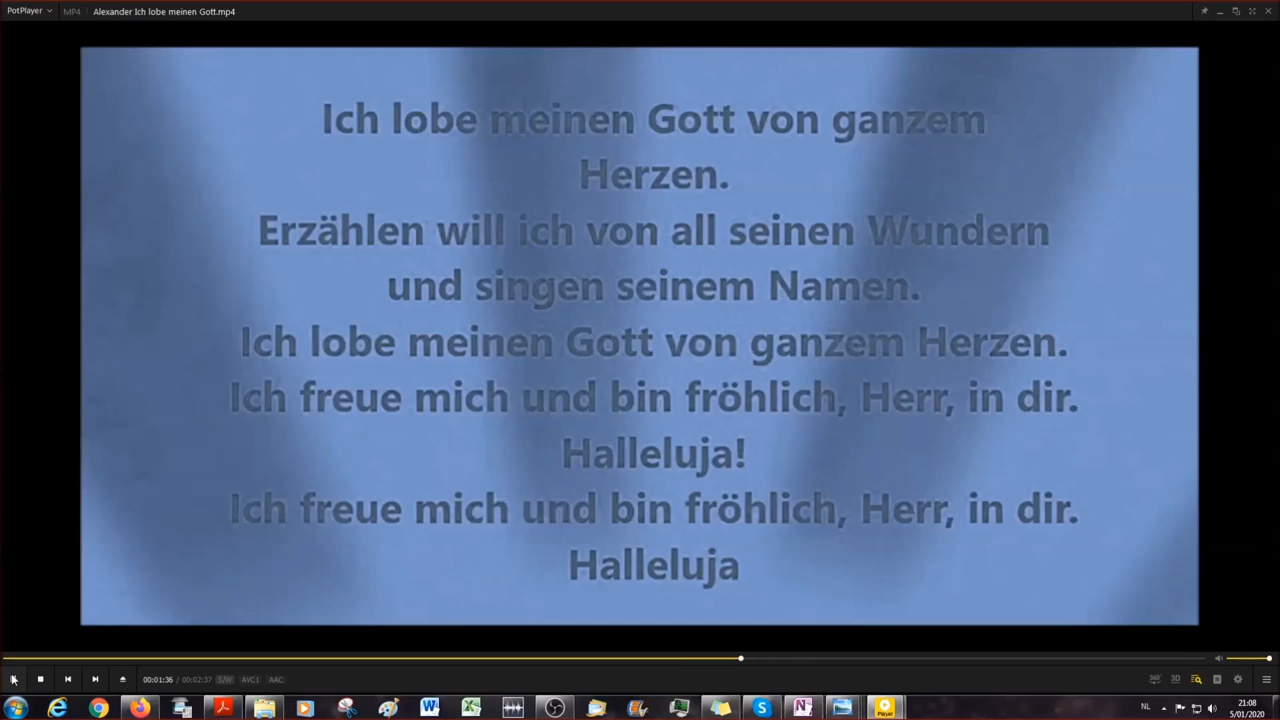 PotPlayer
MP4
Alexander Ich lobe meinen Gott.mp4
Ich lobe meinen Gott von ganzem
Herzen.
Erzählen will ich von all seinen Wundern
und singen seinem Namen.
Ich lobe meinen Gott von ganzem Herzen.
Ich freue mich und bin fröhlich, Herr, in dir.
Halleluja!
Ich freue mich und bin fröhlich, Herr, in dir.
Halleluja
00:01:36 / 00:02:37 S/W AVC1 AAC
360° 3D
NL
21:08
5/01/2020
Player